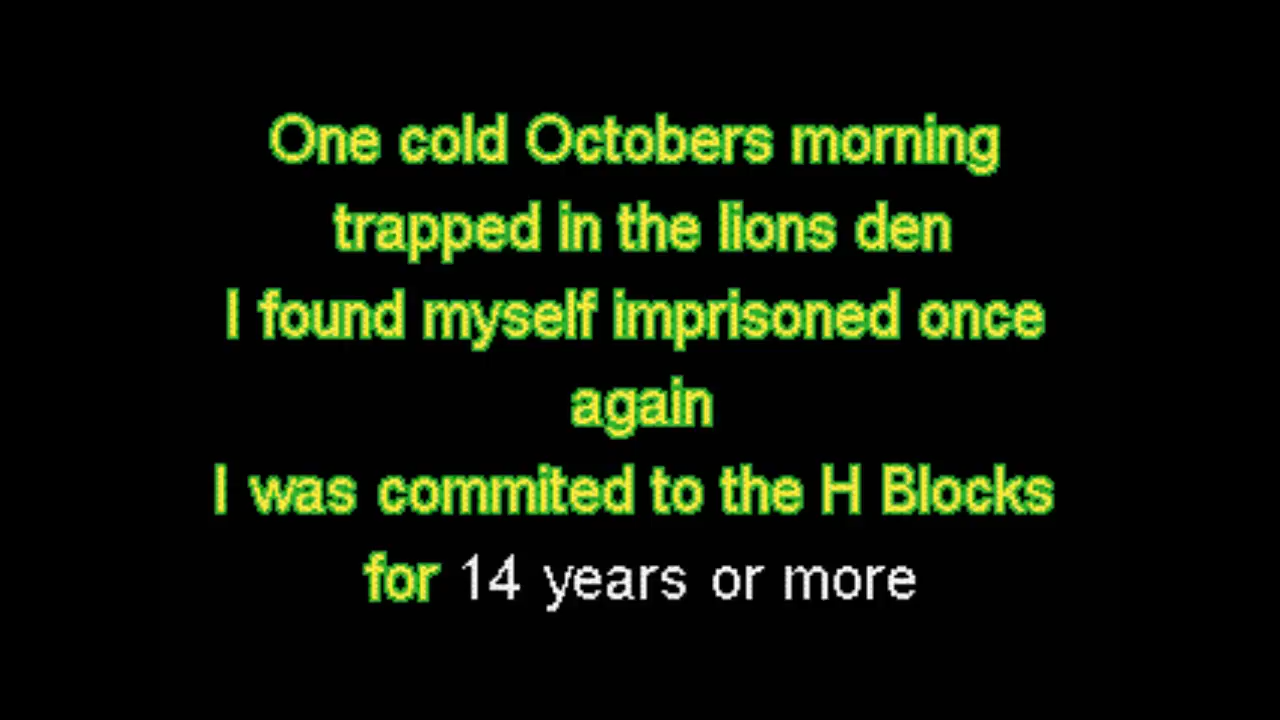 One cold Octobers morning
trapped in the lions den
I found myself imprisoned once
again
I was commited to the H Blocks
for 14 years or more